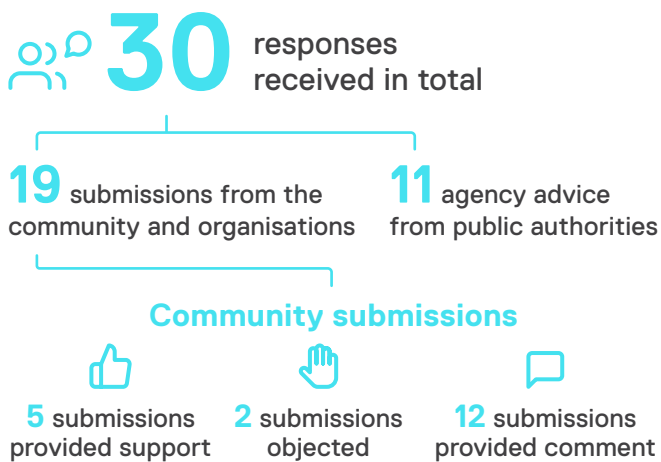 30 responses
received in total
19 submissions from the
community and organisations
11 agency advice
from public authorities
Community submissions
5 submissions
provided support
2 submissions
objected
12 submissions
provided comment